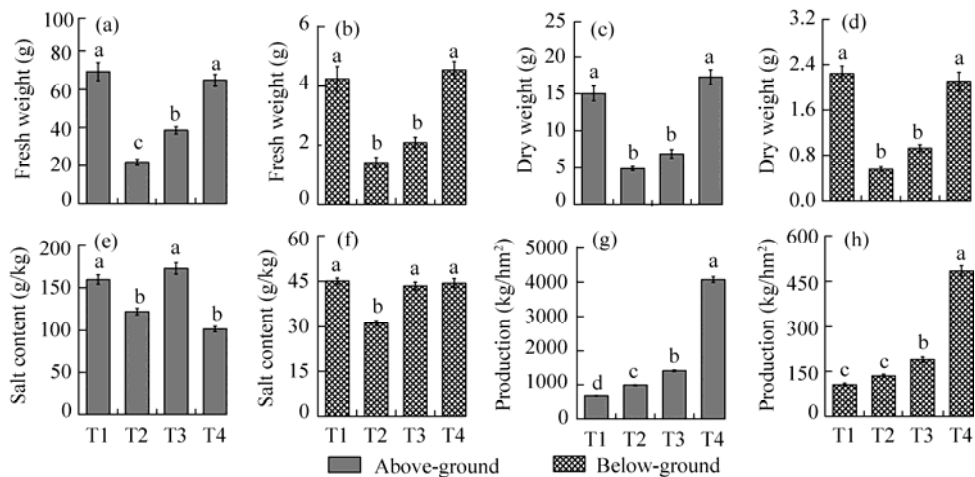 (a)
Fresh weight (g)
100
80
60
40
20
0
a
c
b
a
(b)
Fresh weight (g)
6
4
2
0
a
b
b
a
(c)
Dry weight (g)
25
20
15
10
5
0
a
b
b
a
(d)
Dry weight (g)
3.2
2.4
1.6
0.8
0.0
a
b
b
a
(e)
Salt content (g/kg)
200
150
100
50
0
a
b
a
b
T1 T2 T3 T4
(f)
Salt content (g/kg)
60
45
30
15
0
a
b
a
a
T1 T2 T3 T4
(g)
Production (kg/hm²)
5000
4000
3000
2000
1000
0
d
c
b
a
T1 T2 T3 T4
(h)
Production (kg/hm²)
600
450
300
150
0
c
c
b
a
T1 T2 T3 T4
Above-ground
Below-ground